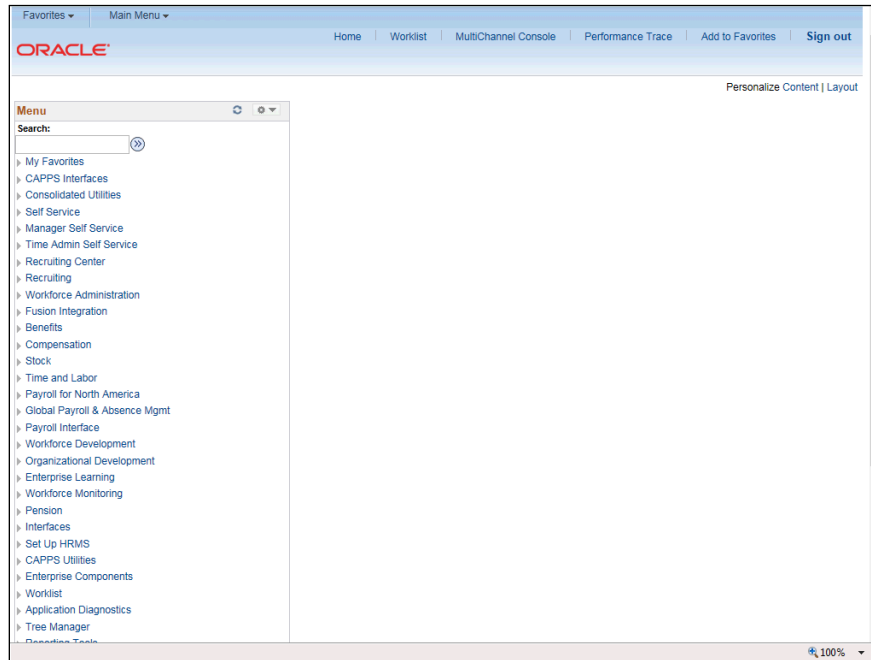 Favorites Main Menu
ORACLE
Home Worklist MultiChannel Console Performance Trace Add to Favorites Sign out
Personalize Content | Layout
Menu
Search:
My Favorites
CAPPS Interfaces
Consolidated Utilities
Self Service
Manager Self Service
Time Admin Self Service
Recruiting Center
Recruiting
Workforce Administration
Fusion Integration
Benefits
Compensation
Stock
Time and Labor
Payroll for North America
Global Payroll & Absence Mgmt
Payroll Interface
Workforce Development
Organizational Development
Enterprise Learning
Workforce Monitoring
Pension
Interfaces
Set Up HRMS
CAPPS Utilities
Enterprise Components
Worklist
Application Diagnostics
Tree Manager
Reporting Tools
100%